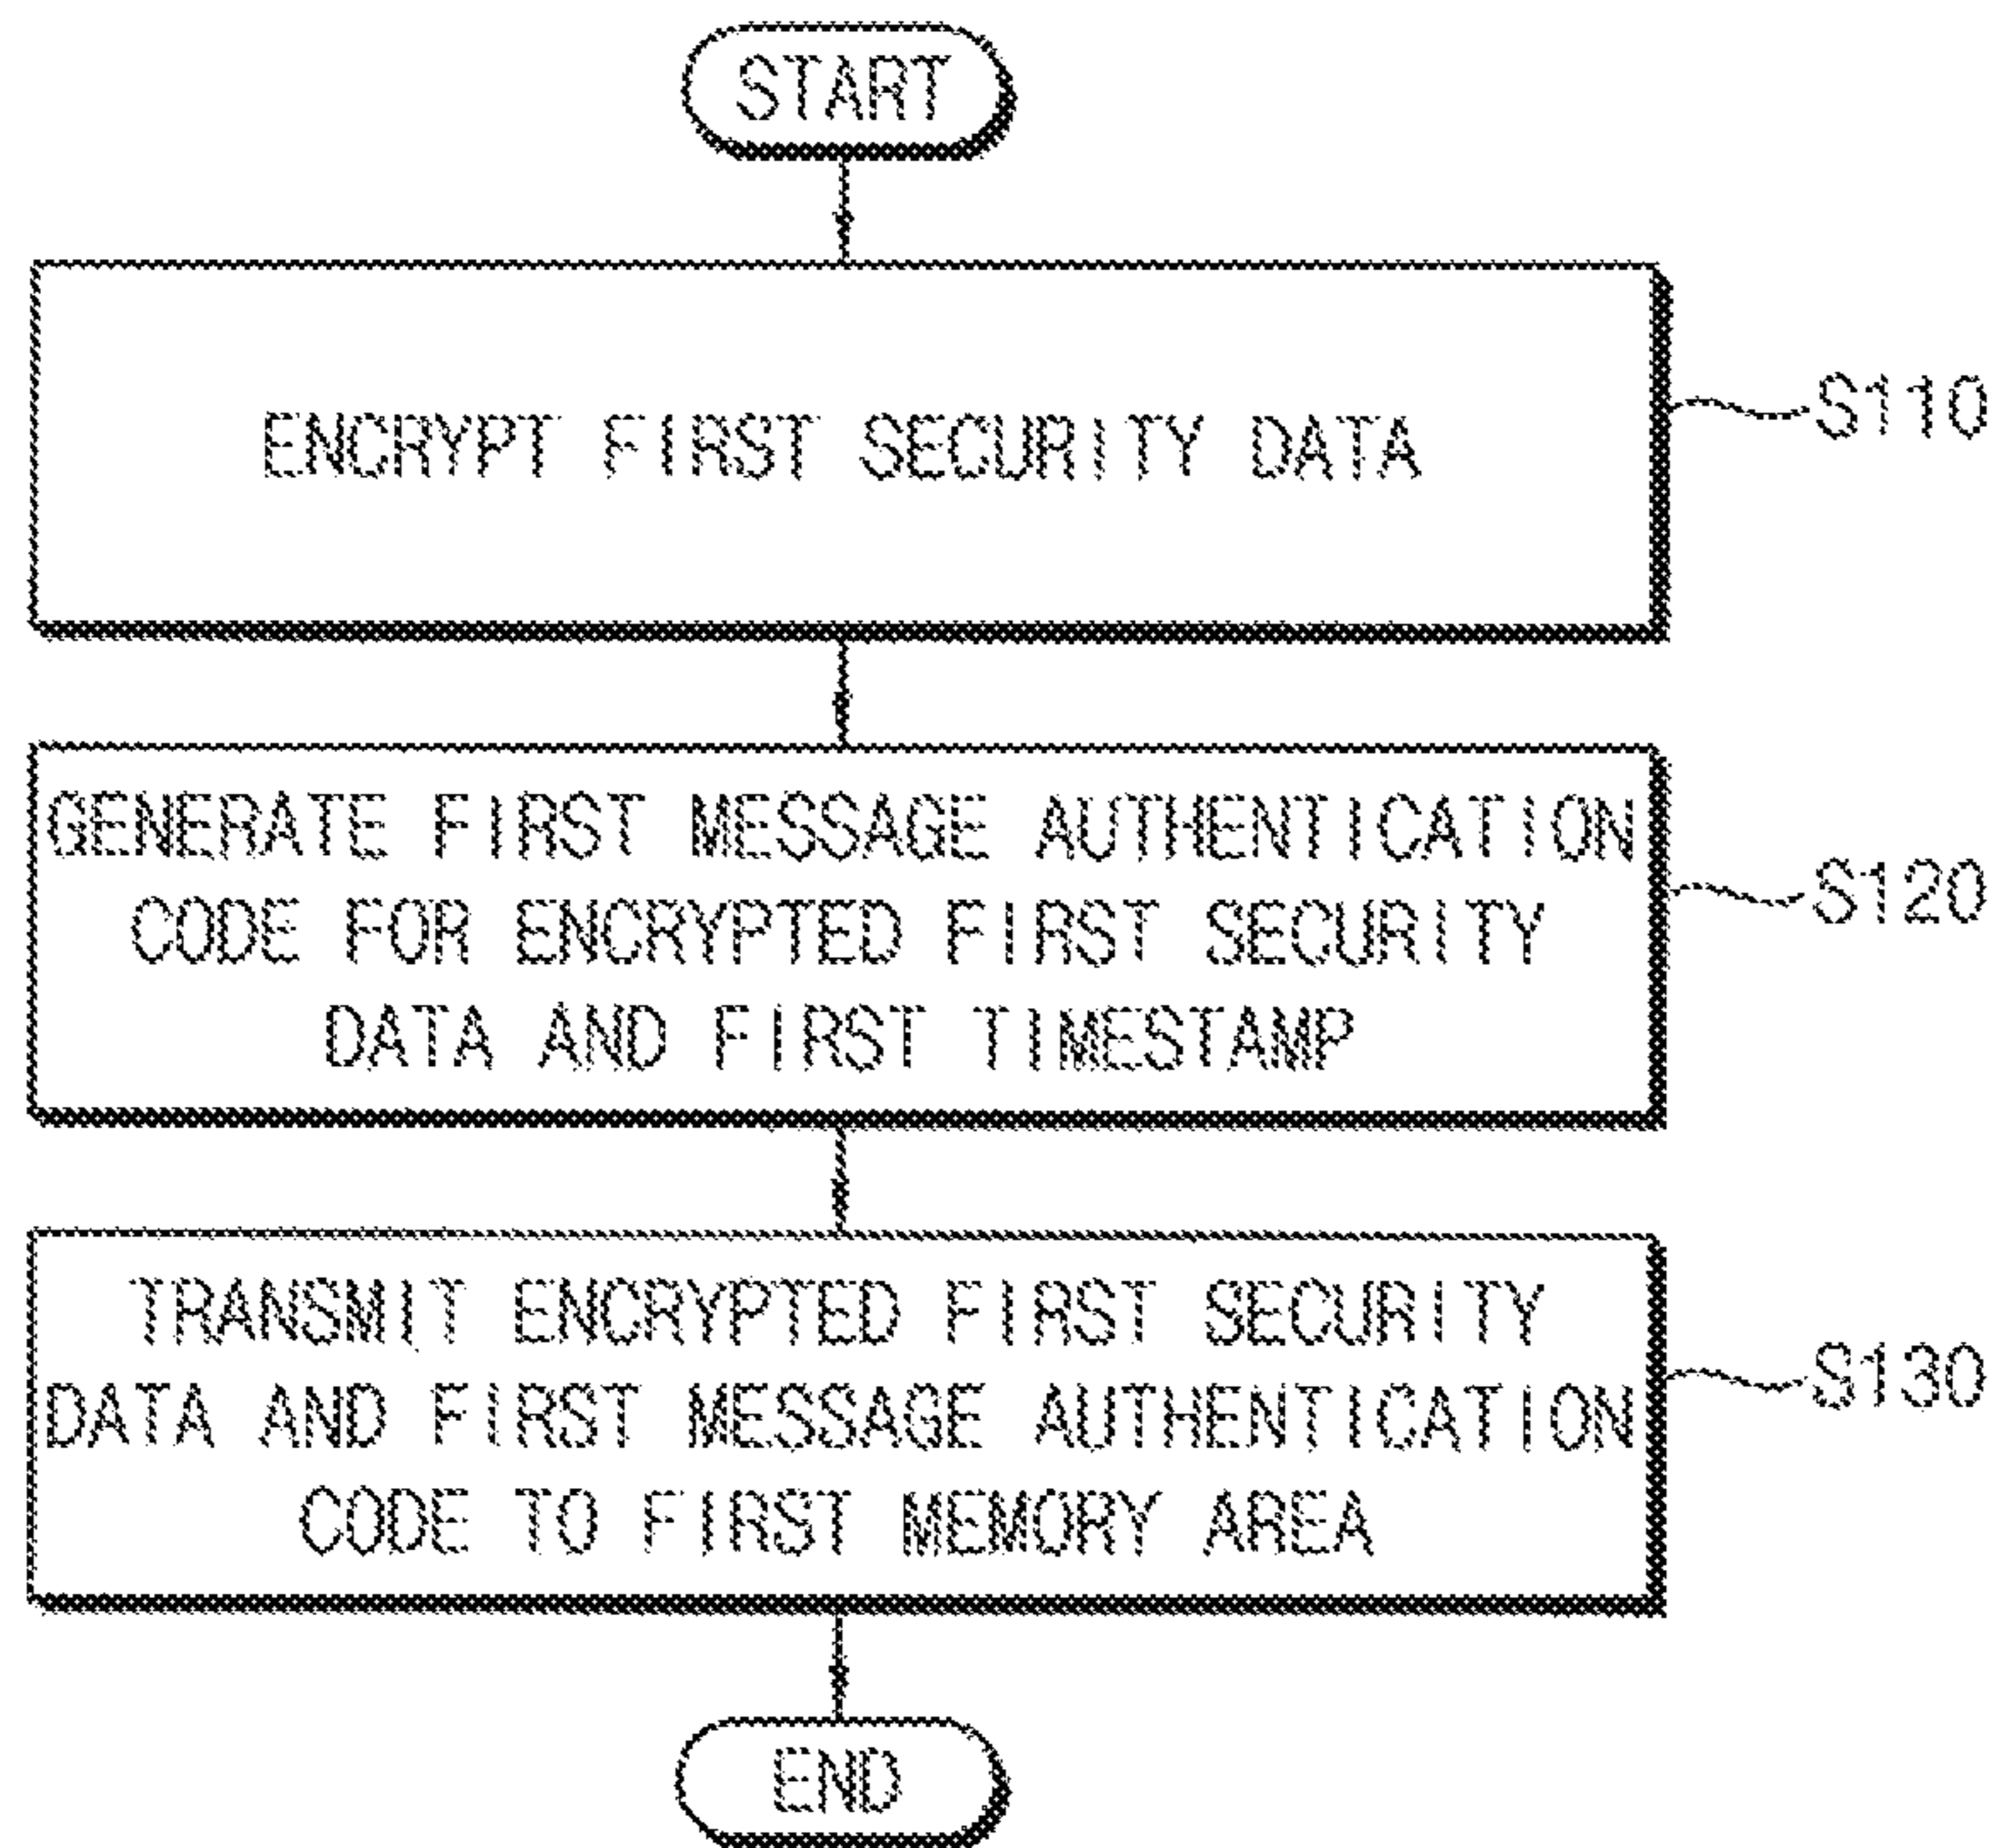 START
ENCRYPT FIRST SECURITY DATA
S110
GENERATE FIRST MESSAGE AUTHENTICATION
CODE FOR ENCRYPTED FIRST SECURITY
DATA AND FIRST TIMESTAMP
S120
TRANSMIT ENCRYPTED FIRST SECURITY
DATA AND FIRST MESSAGE AUTHENTICATION
CODE TO FIRST MEMORY AREA
S130
END